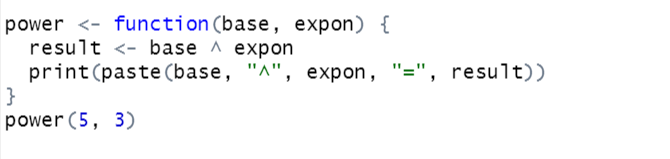 power <- function(base, expon) {
  result <- base ^ expon
  print(paste(base, "^", expon, "=", result))
}
power(5, 3)